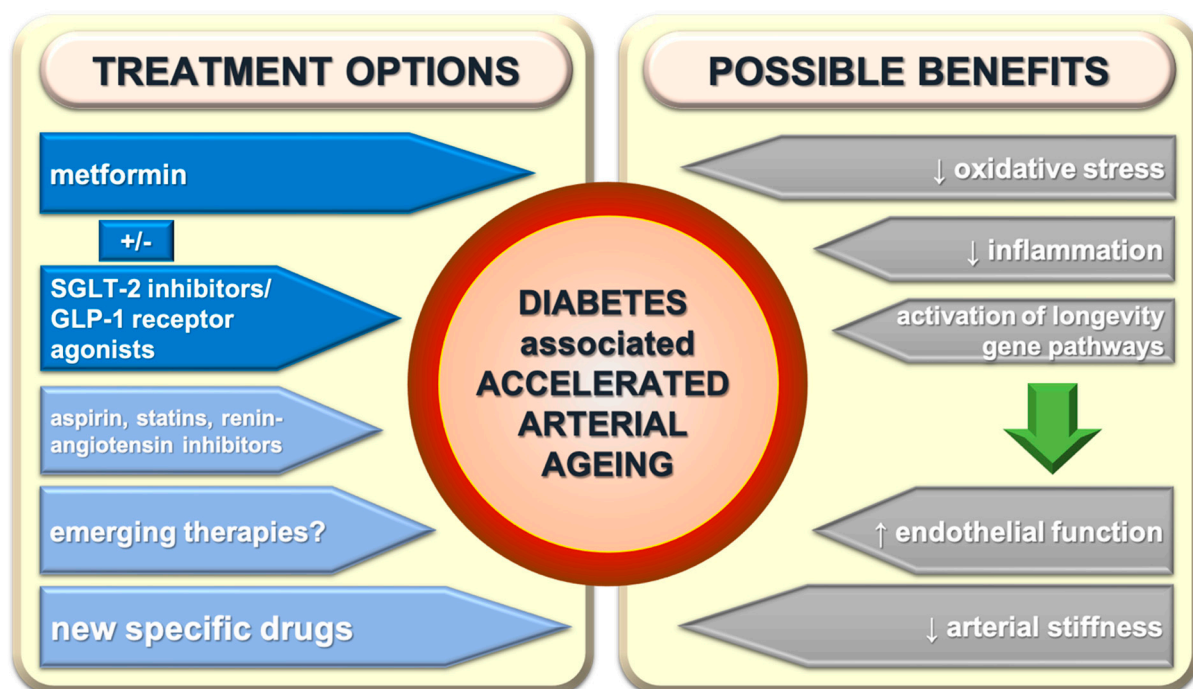 TREATMENT OPTIONS
metformin
+/-
SGLT-2 inhibitors/
GLP-1 receptor
agonists
aspirin, statins, renin-
angiotensin inhibitors
emerging therapies?
new specific drugs
DIABETES
associated
ACCELERATED
ARTERIAL
AGEING
POSSIBLE BENEFITS
↓ oxidative stress
↓ inflammation
activation of longevity
gene pathways
↑ endothelial function
↓ arterial stiffness